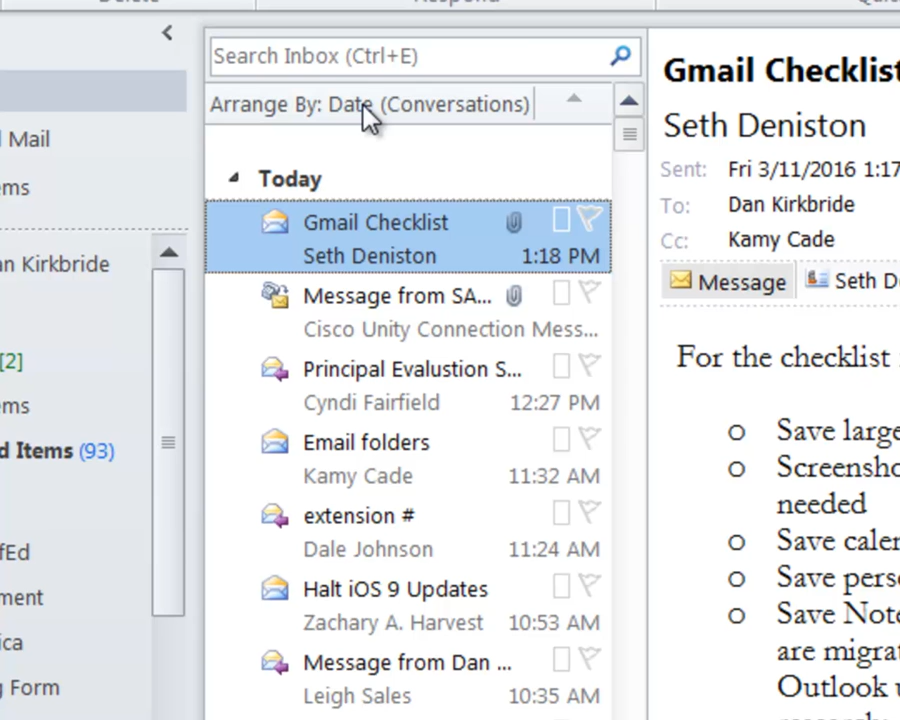 Search Inbox (Ctrl+E)
Arrange By: Date (Conversations)
Today
Gmail Checklist
Seth Deniston 1:18 PM
Message from SA...
Cisco Unity Connection Mess...
Principal Evaluation S...
Cyndi Fairfield 12:27 PM
Email folders
Kamy Cade 11:32 AM
extension #
Dale Johnson 11:24 AM
Halt iOS 9 Updates
Zachary A. Harvest 10:53 AM
Message from Dan ...
Leigh Sales 10:35 AM
Mail
ems
an Kirkbride
[2]
ems
d Items (93)
fEd
ment
ica
g Form
Gmail Checklist
Seth Deniston
Sent: Fri 3/11/2016 1:17
To: Dan Kirkbride
Cc: Kamy Cade
Message Seth D
For the checklist
o Save large
o Screensho
needed
o Save calen
o Save perso
o Save Note
are migrat
Outlook u